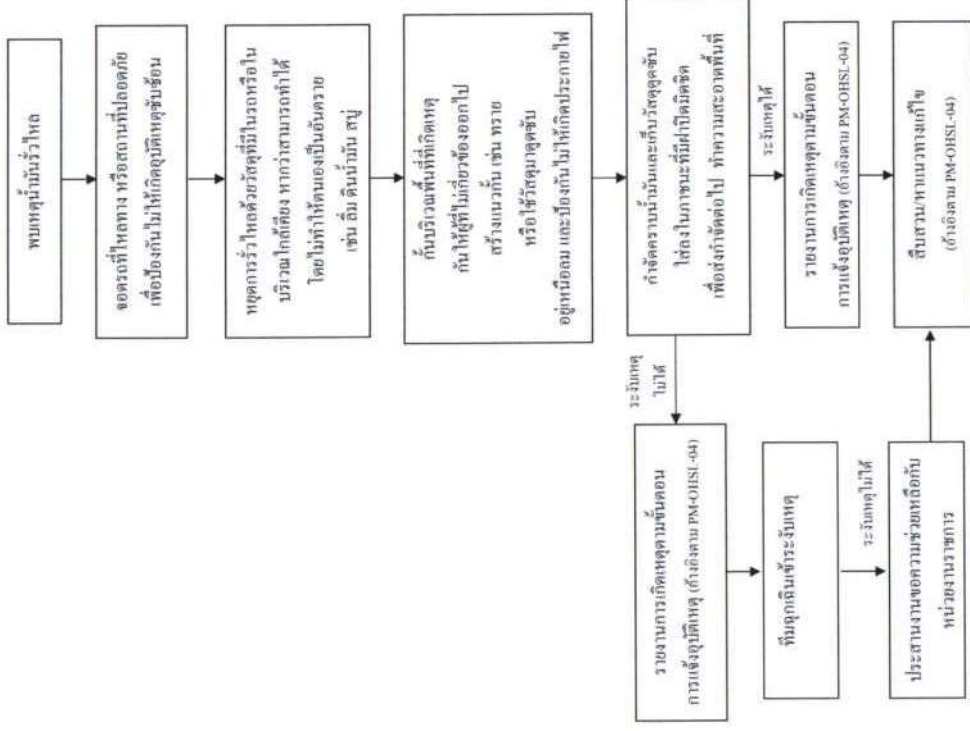 พบเหตุน้ำมันรั่วไหล
จอดรถที่ไหล่ทาง หรือสถานที่ปลอดภัย
เพื่อป้องกันไม่ให้เกิดอุบัติเหตุซับซ้อน
หยุดการรั่วไหลด้วยวัสดุที่มีในรถหรือใน
บริเวณใกล้เคียง หากว่าสามารถทำได้
โดยไม่ทำให้ตนเองเป็นอันตราย
เช่น ลิ่ม ดินน้ำมัน สบู่
กั้นบริเวณพื้นที่ที่เกิดเหตุ
กันให้ผู้ที่ไม่เกี่ยวข้องออกไป
สร้างแนวกั้น เช่น ทราย
หรือใช้วัสดุมาดูดซับ
อยู่เหนือลม และป้องกันไม่ให้เกิดประกายไฟ
กำจัดคราบน้ำมันและเก็บวัสดุดูดซับ
ใส่ลงในภาชนะที่มีฝาปิดมิดชิด
เพื่อส่งกำจัดต่อไป ทำความสะอาดพื้นที่
ระงับเหตุได้
รายงานการเกิดเหตุตามขั้นตอน
การแจ้งอุบัติเหตุ (อ้างอิงตาม PM-OHSL-04)
สืบสวน/หาแนวทางแก้ไข
(อ้างอิงตาม PM-OHSL-04)
ระงับเหตุ
ไม่ได้
รายงานการเกิดเหตุตามขั้นตอน
การแจ้งอุบัติเหตุ (อ้างอิงตาม PM-OHSL-04)
ทีมฉุกเฉินเข้าระงับเหตุ
ระงับเหตุไม่ได้
ประสานงานขอความช่วยเหลือกับ
หน่วยงานราชการ